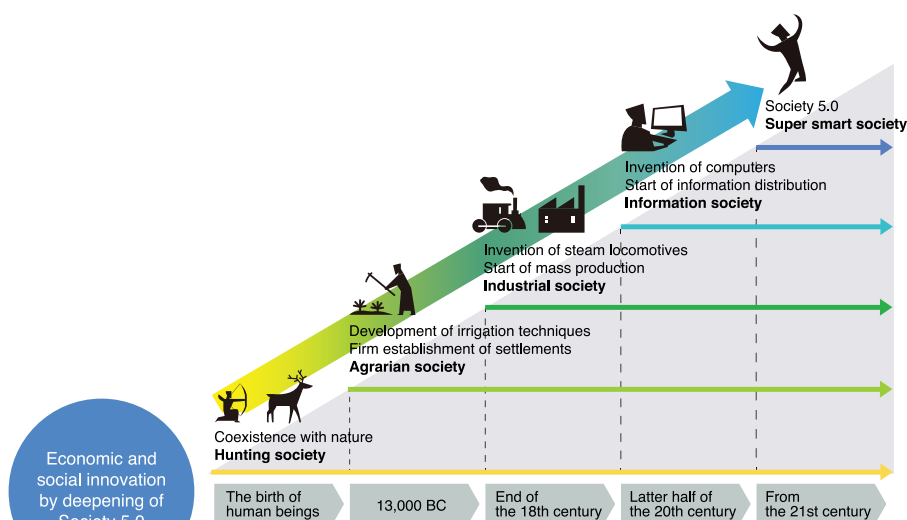 Society 5.0
Super smart society
Invention of computers
Start of information distribution
Information society
Invention of steam locomotives
Start of mass production
Industrial society
Development of irrigation techniques
Firm establishment of settlements
Agrarian society
Coexistence with nature
Hunting society
Economic and
social innovation
by deepening of
Society 5.0
The birth of
human beings
13,000 BC
End of
the 18th century
Latter half of
the 20th century
From
the 21st century